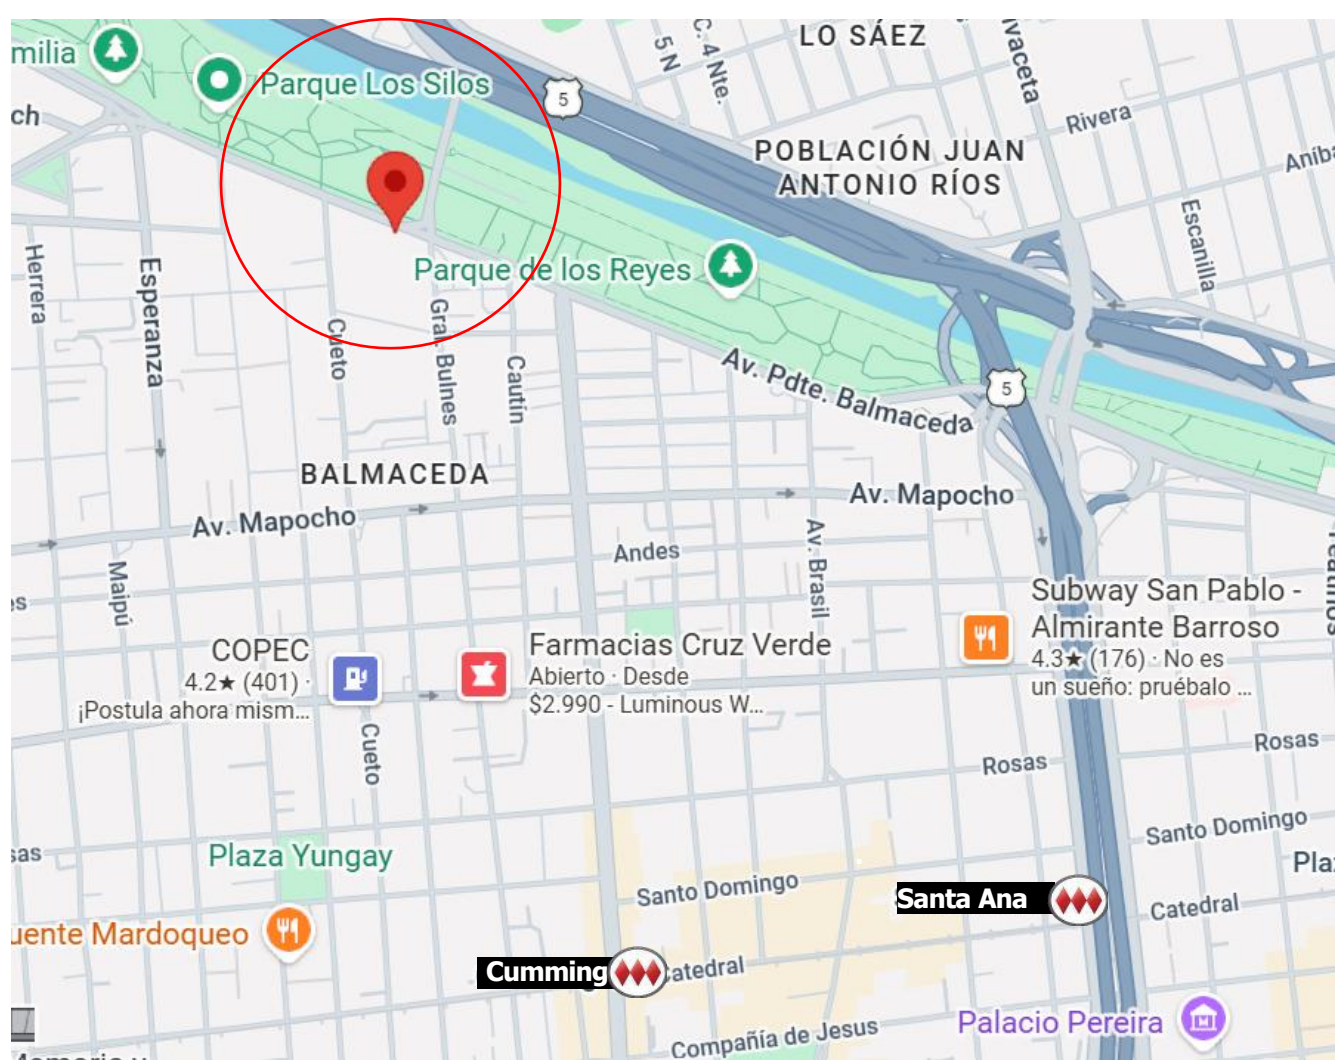 milia
Parque Los Silos
5
5 N
C. 4 Nte.
LO SÁEZ
vaceta
Rivera
ch
POBLACIÓN JUAN
ANTONIO RÍOS
Aníba
Escanilla
Herrera
Esperanza
Parque de los Reyes
Cueto
Gral. Bulnes
Cautín
Av. Pdte. Balmaceda
5
BALMACEDA
Av. Mapocho
Av. Mapocho
Andes
Av. Brasil
Maipú
es
COPEC
4.2★ (401) ·
¡Postula ahora mism...
Farmacias Cruz Verde
Abierto · Desde
$2.990 - Luminous W...
Subway San Pablo -
Almirante Barroso
4.3★ (176) · No es
un sueño: pruébalo ...
Cueto
Rosas
Rosas
Santo Domingo
sas
Plaza Yungay
Pla
Santo Domingo
Santa Ana
Catedral
uente Mardoqueo
Cumming
catedral
Palacio Pereira
Compañía de Jesus